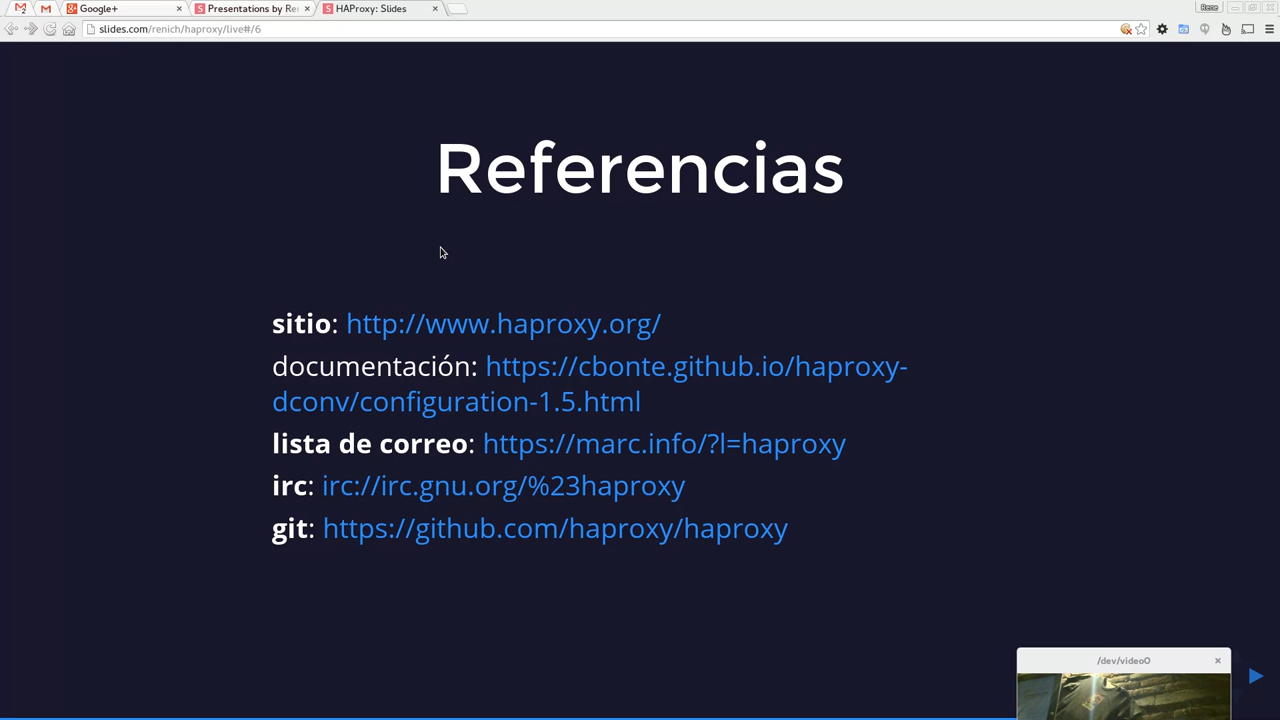 Google+ × Presentations by Re × HAProxy: Slides ×
Rene
slides.com/renich/haproxy/live#/6
Referencias
sitio: http://www.haproxy.org/
documentación: https://cbonte.github.io/haproxy-
dconv/configuration-1.5.html
lista de correo: https://marc.info/?l=haproxy
irc: irc://irc.gnu.org/%23haproxy
git: https://github.com/haproxy/haproxy
/dev/video0 ×